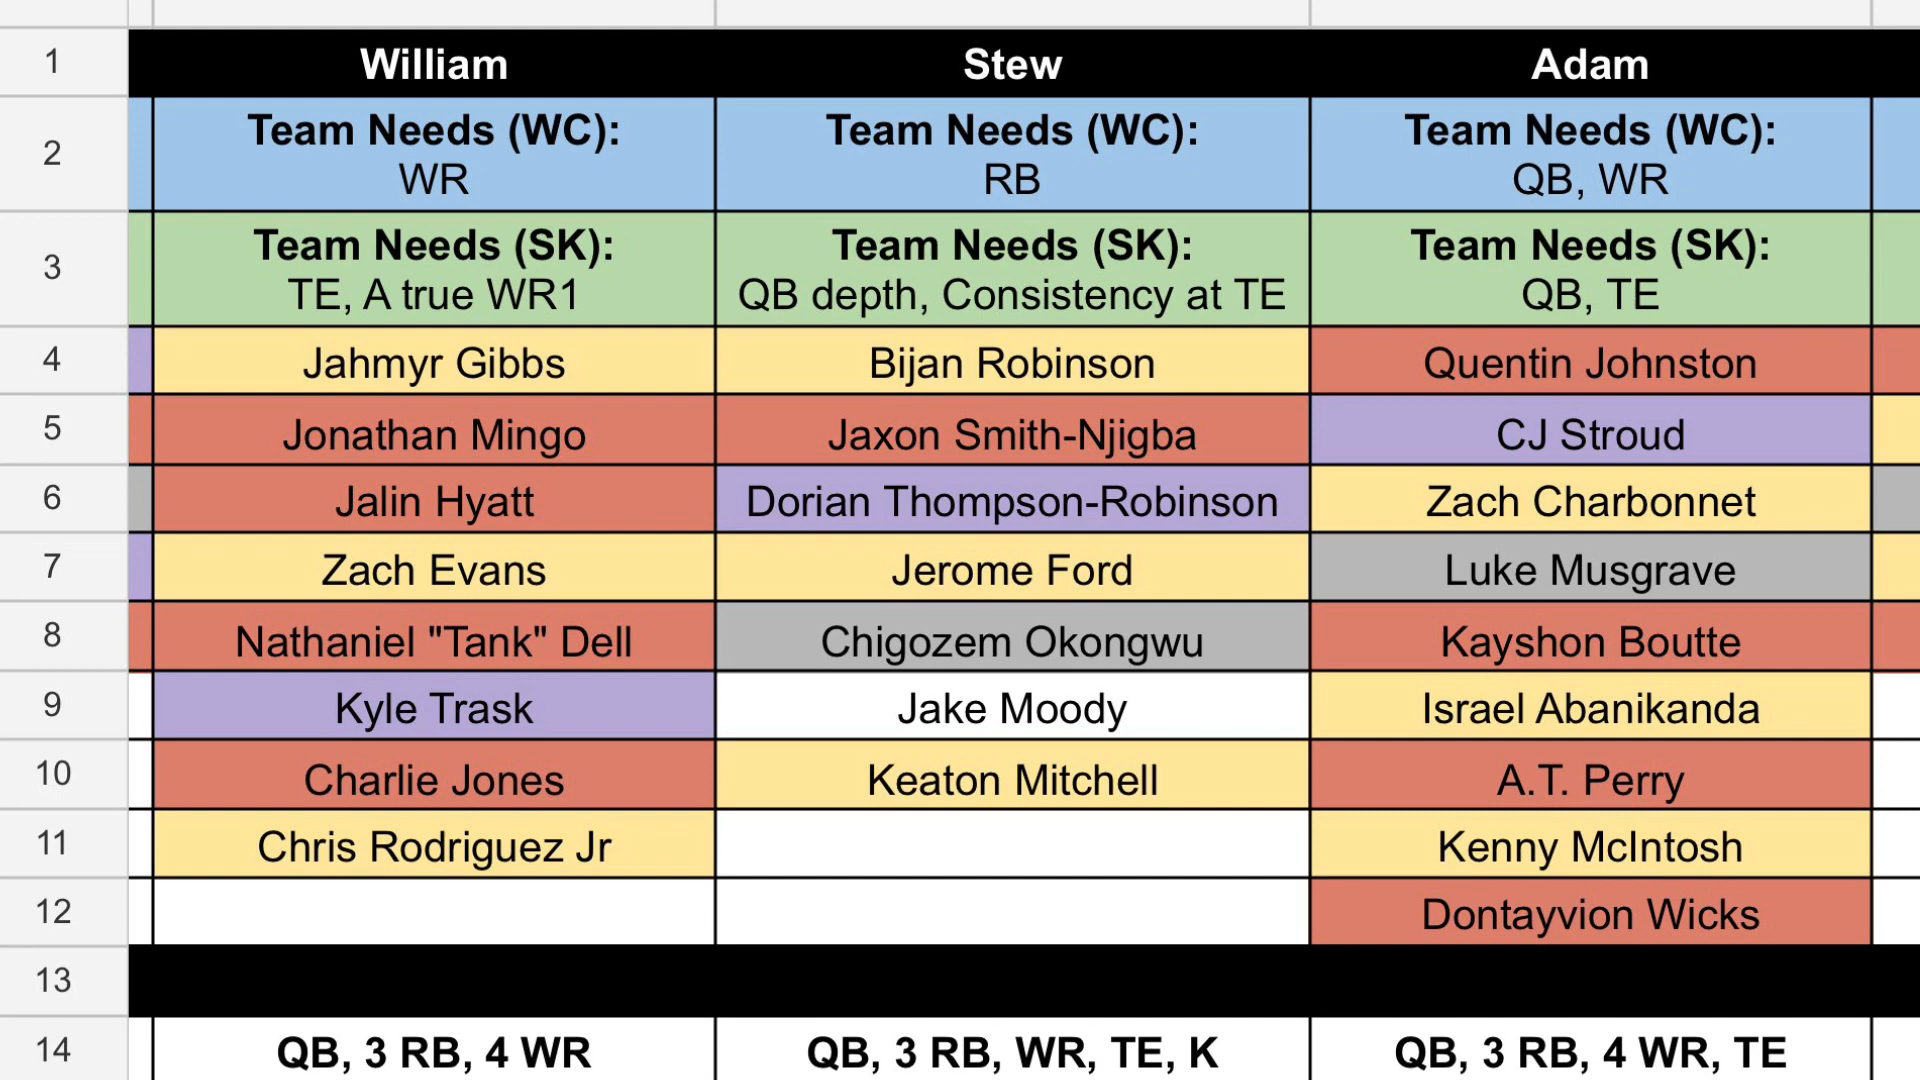 1 William Stew Adam
2 Team Needs (WC): Team Needs (WC): Team Needs (WC):
WR RB QB, WR
3 Team Needs (SK): Team Needs (SK): Team Needs (SK):
TE, A true WR1 QB depth, Consistency at TE QB, TE
4 Jahmyr Gibbs Bijan Robinson Quentin Johnston
5 Jonathan Mingo Jaxon Smith-Njigba CJ Stroud
6 Jalin Hyatt Dorian Thompson-Robinson Zach Charbonnet
7 Zach Evans Jerome Ford Luke Musgrave
8 Nathaniel "Tank" Dell Chigozem Okongwu Kayshon Boutte
9 Kyle Trask Jake Moody Israel Abanikanda
10 Charlie Jones Keaton Mitchell A.T. Perry
11 Chris Rodriguez Jr Kenny McIntosh
12 Dontayvion Wicks
13
14 QB, 3 RB, 4 WR QB, 3 RB, WR, TE, K QB, 3 RB, 4 WR, TE